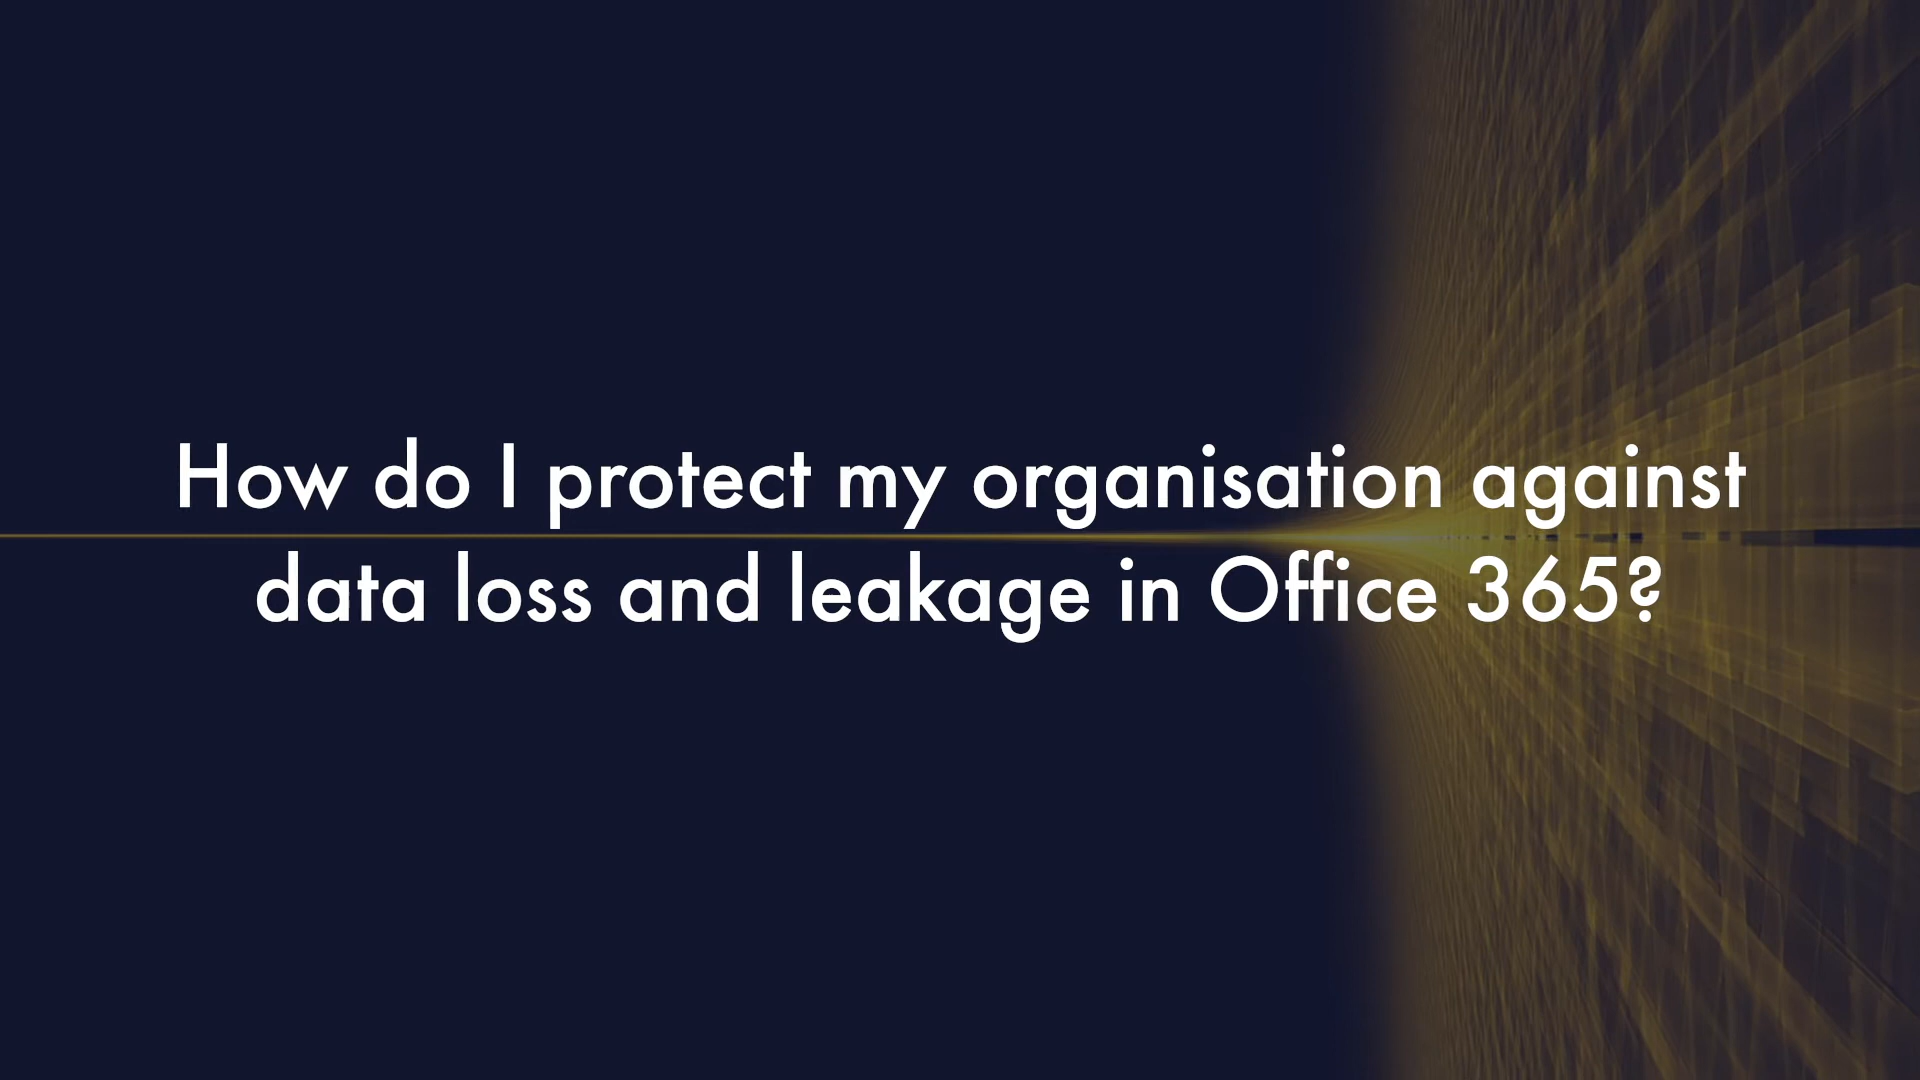 How do I protect my organisation against
data loss and leakage in Office 365?